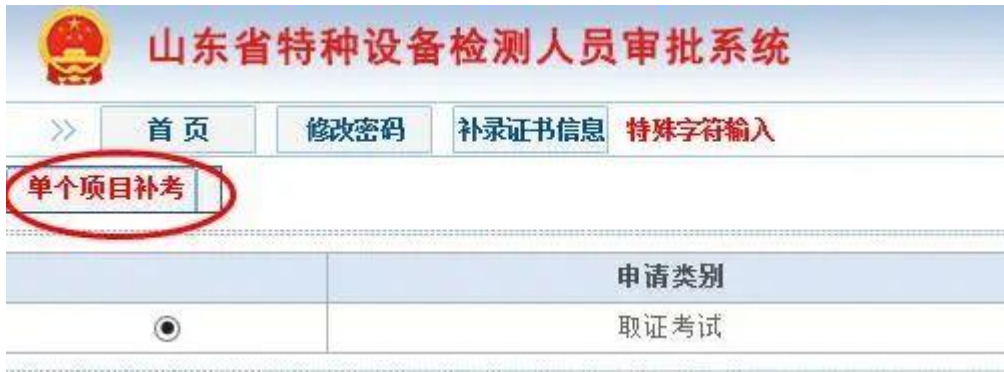 山东省特种设备检测人员审批系统
>> 首页 修改密码 补录证书信息 特殊字符输入
单个项目补考
申请类别
取证考试